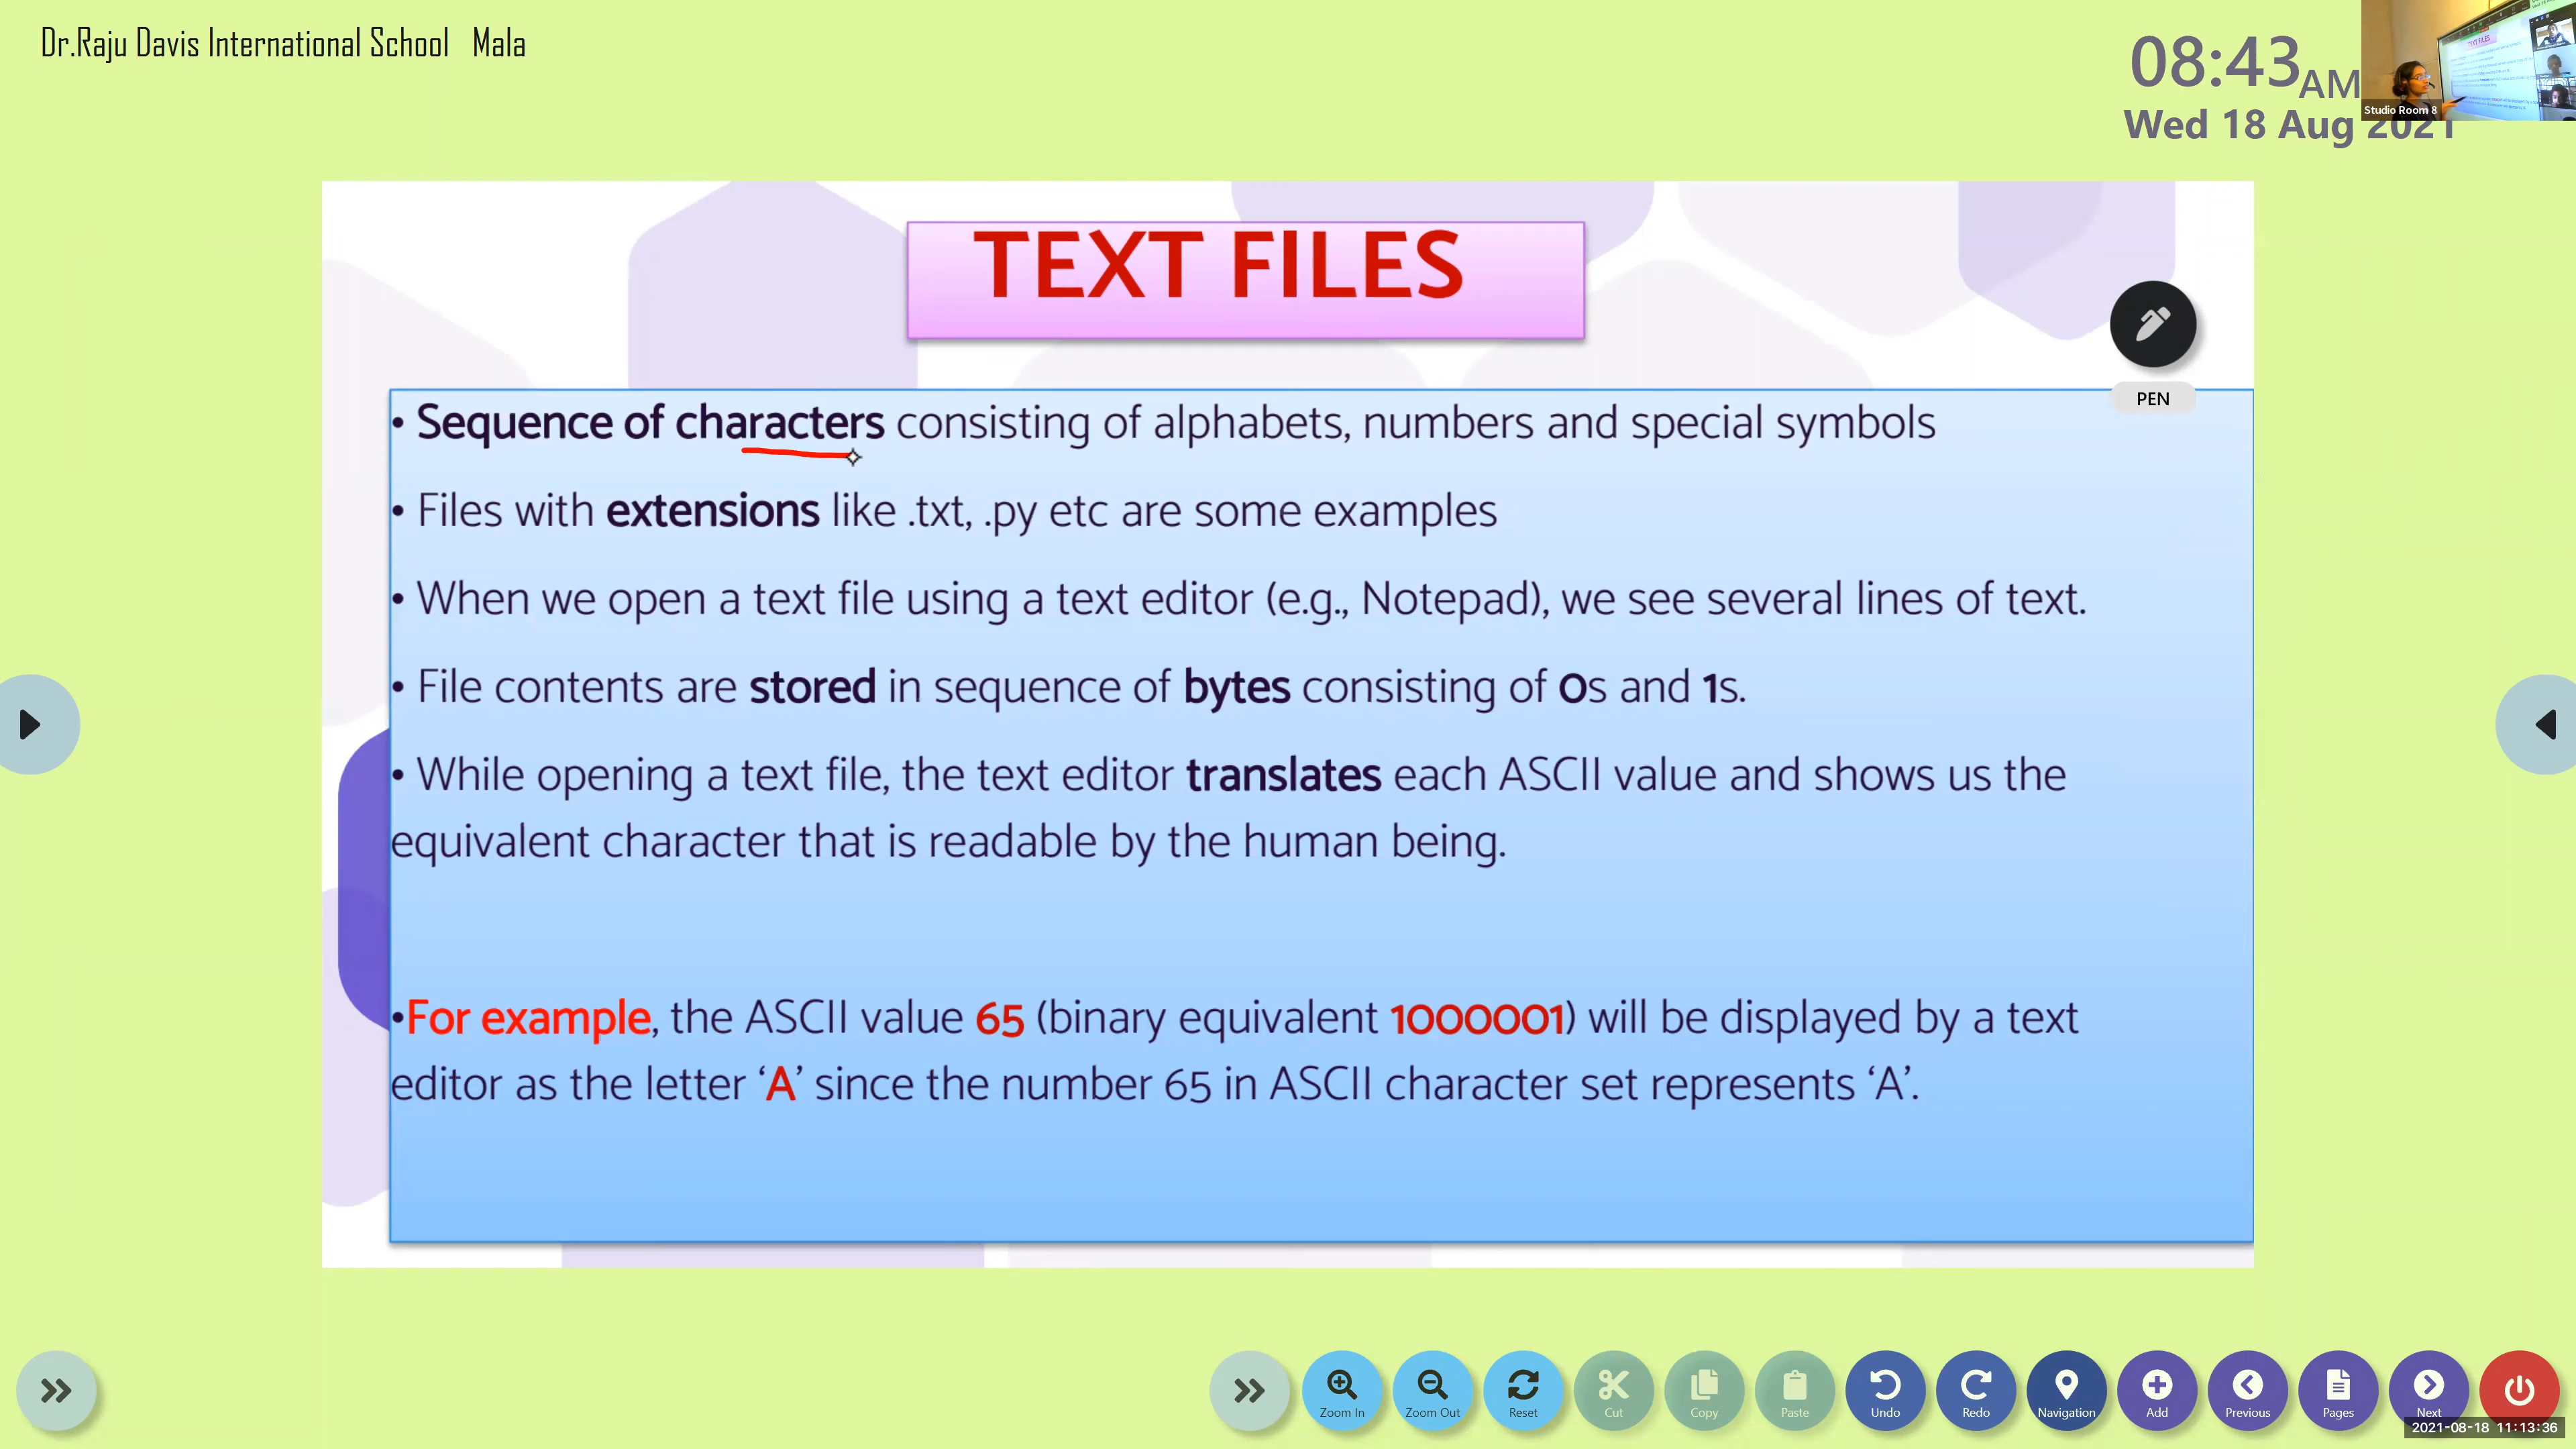 Dr.Raju Davis International School Mala
08:43 AM
Wed 18 Aug 2021
Studio Room 8
TEXT FILES
PEN
• Sequence of characters consisting of alphabets, numbers and special symbols
• Files with extensions like .txt, .py etc are some examples
• When we open a text file using a text editor (e.g., Notepad), we see several lines of text.
• File contents are stored in sequence of bytes consisting of 0s and 1s.
• While opening a text file, the text editor translates each ASCII value and shows us the
equivalent character that is readable by the human being.
•For example, the ASCII value 65 (binary equivalent 1000001) will be displayed by a text
editor as the letter ‘A’ since the number 65 in ASCII character set represents ‘A’.
Zoom In Zoom Out Reset Cut Copy Paste Undo Redo Navigation Add Previous Pages Next
2021-08-18 11:13:36